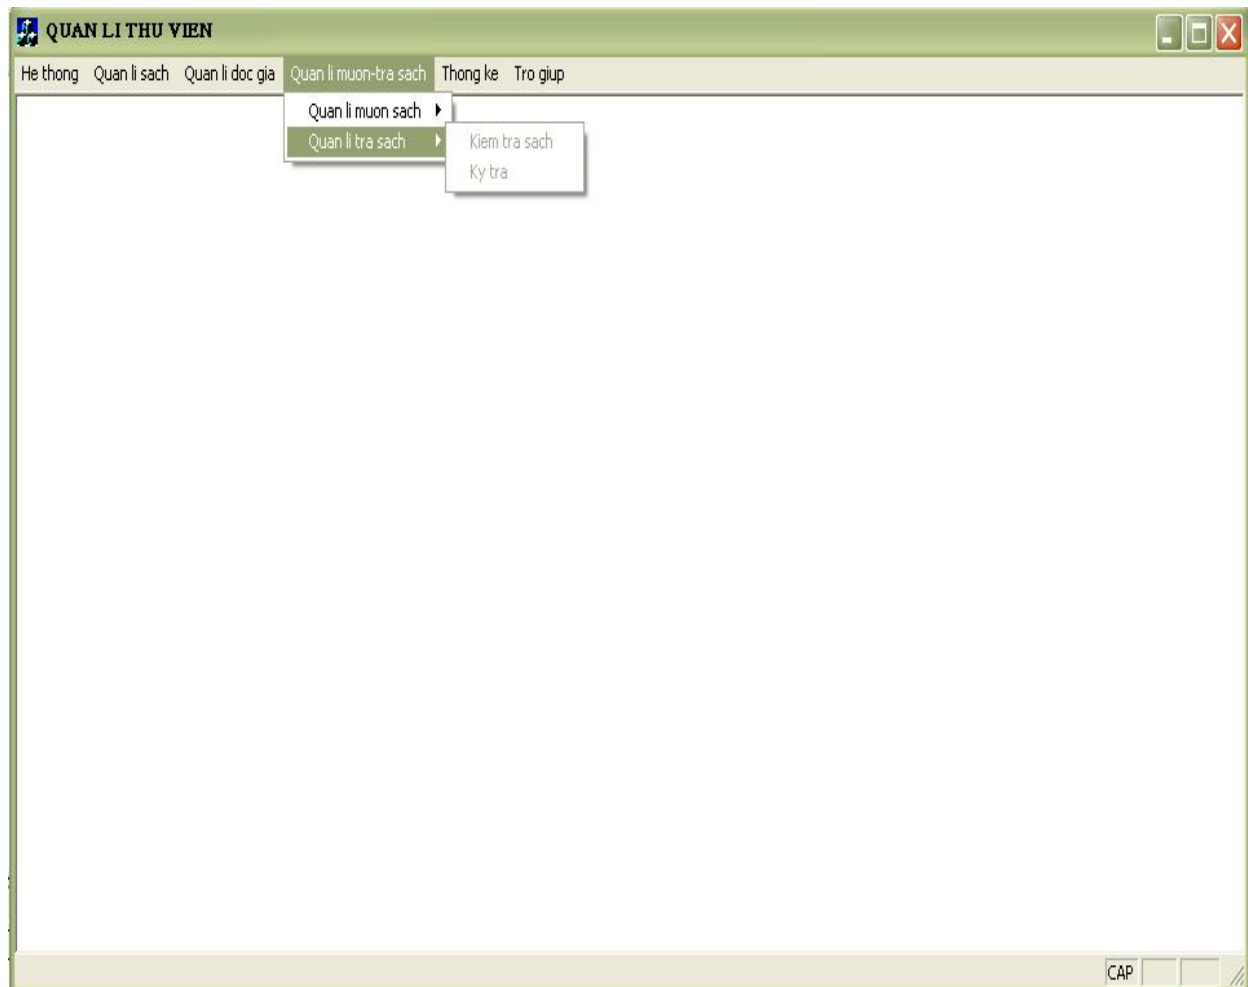 QUAN LI THU VIEN
He thong Quan li sach Quan li doc gia Quan li muon-tra sach Thong ke Tro giup
Quan li muon sach
Quan li tra sach
Kiem tra sach
Ky tra
CAP